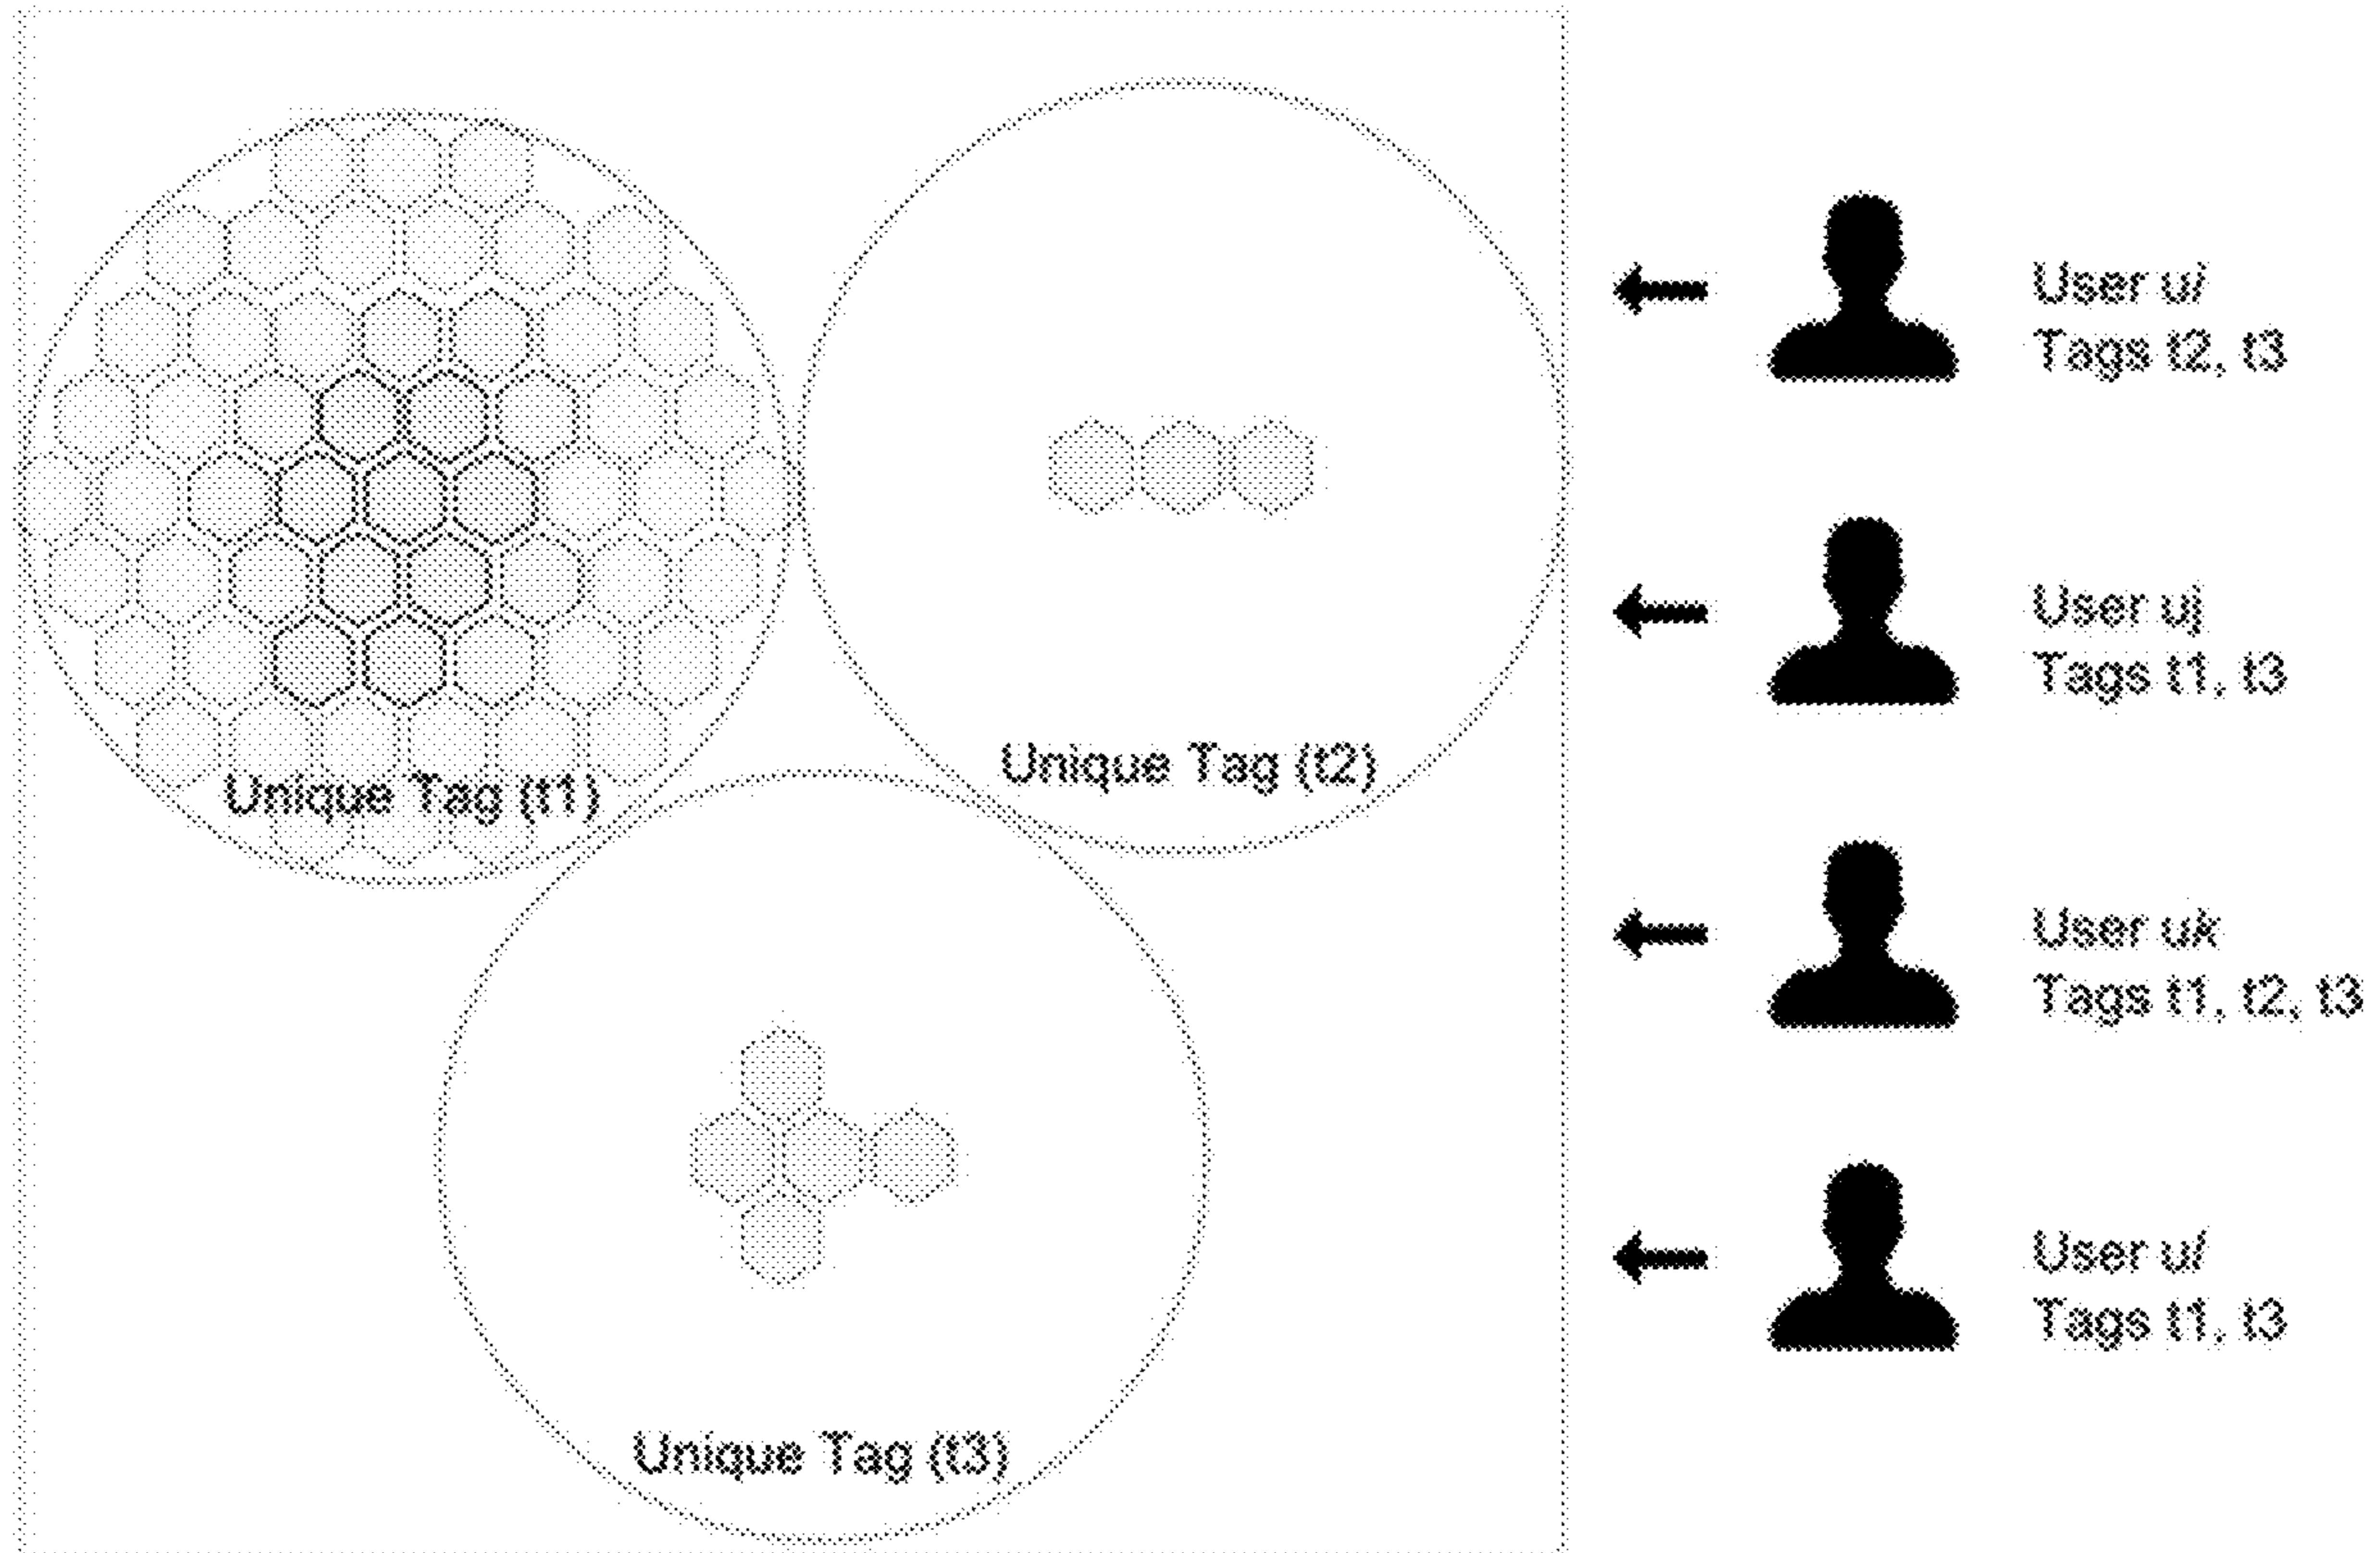 Unique Tag (t1)
Unique Tag (t2)
Unique Tag (t3)
User ui
Tags t2, t3
User uj
Tags t1, t3
User uk
Tags t1, t2, t3
User ul
Tags t1, t3